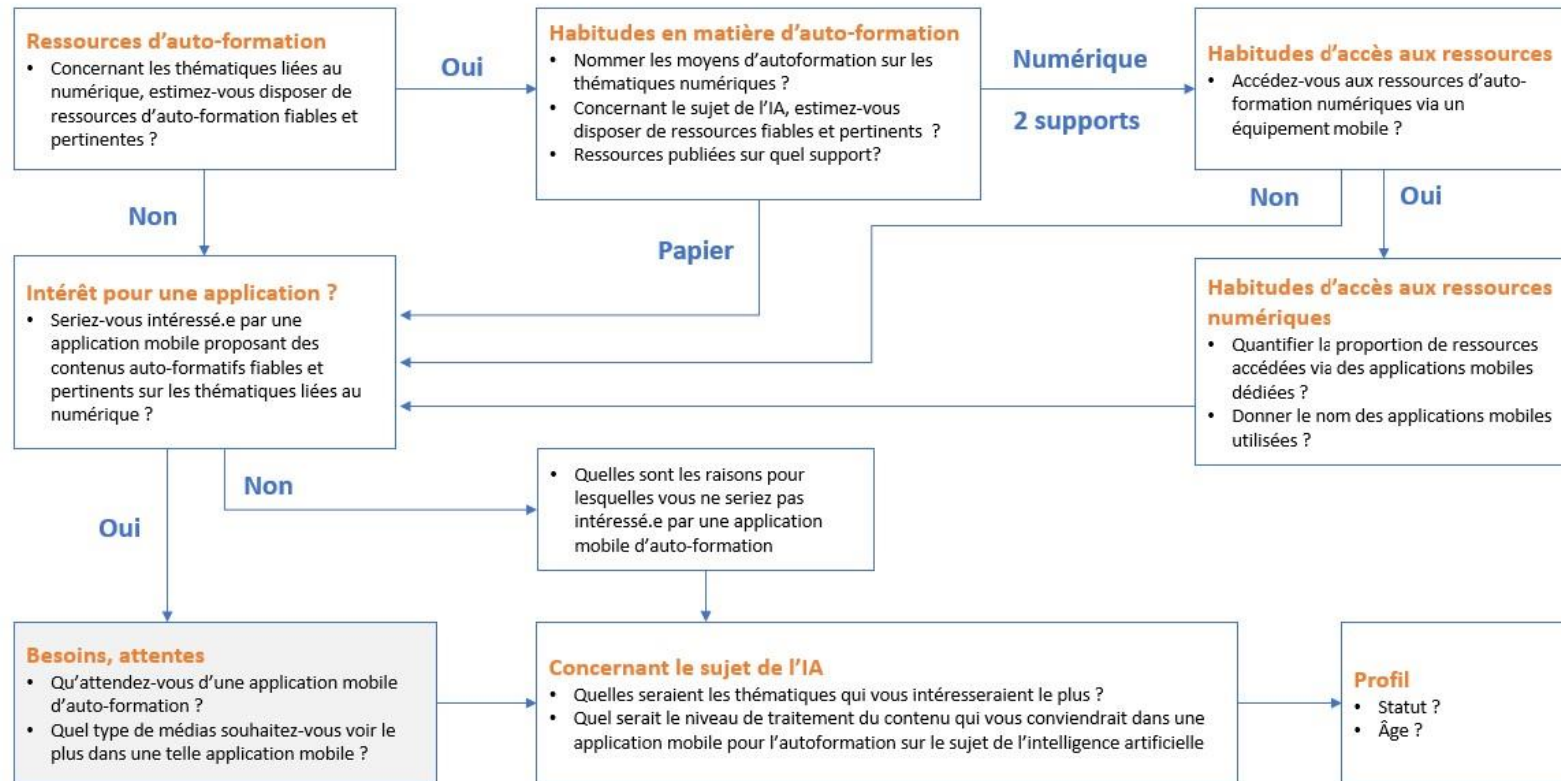 Ressources d'auto-formation
• Concernant les thématiques liées au
numérique, estimez-vous disposer de
ressources d'auto-formation fiables et
pertinentes ?
Oui
Habitudes en matière d'auto-formation
• Nommer les moyens d'autoformation sur les
thématiques numériques ?
• Concernant le sujet de l'IA, estimez-vous
disposer de ressources fiables et pertinents ?
• Ressources publiées sur quel support?
Numérique
2 supports
Habitudes d'accès aux ressources
• Accédez-vous aux ressources d'auto-
formation numériques via un
équipement mobile ?
Non
Papier
Non
Oui
Intérêt pour une application ?
• Seriez-vous intéressé.e par une
application mobile proposant des
contenus auto-formatifs fiables et
pertinents sur les thématiques liées au
numérique ?
Habitudes d'accès aux ressources
numériques
• Quantifier la proportion de ressources
accédées via des applications mobiles
dédiées ?
• Donner le nom des applications mobiles
utilisées ?
Oui
Non
• Quelles sont les raisons pour
lesquelles vous ne seriez pas
intéressé.e par une application
mobile d'auto-formation
Besoins, attentes
• Qu'attendez-vous d'une application mobile
d'auto-formation ?
• Quel type de médias souhaitez-vous voir le
plus dans une telle application mobile ?
Concernant le sujet de l'IA
• Quelles seraient les thématiques qui vous intéresseraient le plus ?
• Quel serait le niveau de traitement du contenu qui vous conviendrait dans une
application mobile pour l'autoformation sur le sujet de l'intelligence artificielle
Profil
• Statut ?
• Âge ?